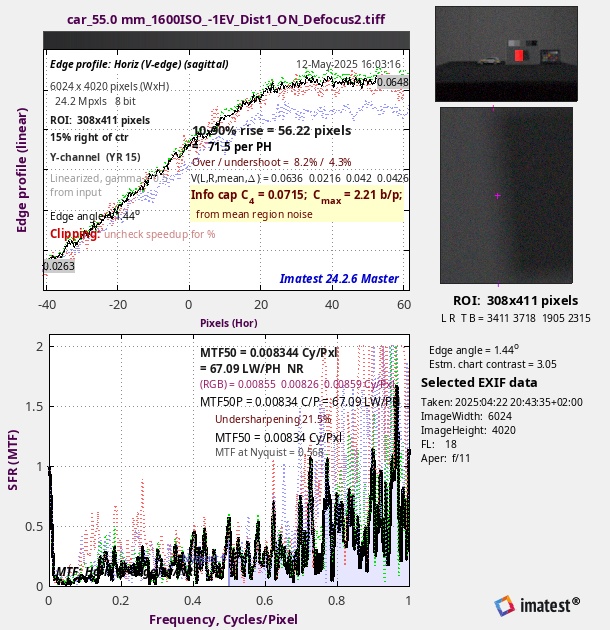 car_55.0 mm_1600ISO_-1EV_Dist1_ON_Defocus2.tiff
Edge profile: Horiz (V-edge) (sagittal)
12-May-2025 16:03:16
6024 x 4020 pixels (WxH)
24.2 Mpxls   8 bit
0.0648
ROI:  308x411 pixels
15% right of ctr
10-90% rise = 56.22 pixels
= 71.5 per PH
Y-channel  (YR 15)
Over / undershoot =  8.2%/  4.3%
Linearized, gamma
V(L,R,mean,Δ) = 0.0636  0.0216  0.042  0.0426
from input
Info cap C4 = 0.0715;  Cmax = 2.21 b/p;
Edge angle = 1.44o
from mean region noise
Clipping: uncheck speedup for %
0.0263
Imatest 24.2.6 Master
Edge profile (linear)
-40 -20 0 20 40 60
Pixels (Hor)
ROI:  308x411 pixels
L R  T B = 3411 3718  1905 2315
MTF50 = 0.008344 Cy/Pxl
= 67.09 LW/PH  NR
(RGB) = 0.00855  0.00826  0.00859 Cy/Pxl
MTF50P = 0.00834 C/P = 67.09 LW/PH
Undersharpening 21.5%
MTF50 = 0.00834 Cy/Pxl
MTF at Nyquist = 0.568
2
1.5
1
0.5
0
SFR (MTF)
0 0.2 0.4 0.6 0.8 1
Frequency, Cycles/Pixel
Edge angle = 1.44o
Estm. chart contrast = 3.05
Selected EXIF data
Taken: 2025:04:22 20:43:35+02:00
ImageWidth:  6024
ImageHeight:  4020
FL:    18
Aper:  f/11
imatest®